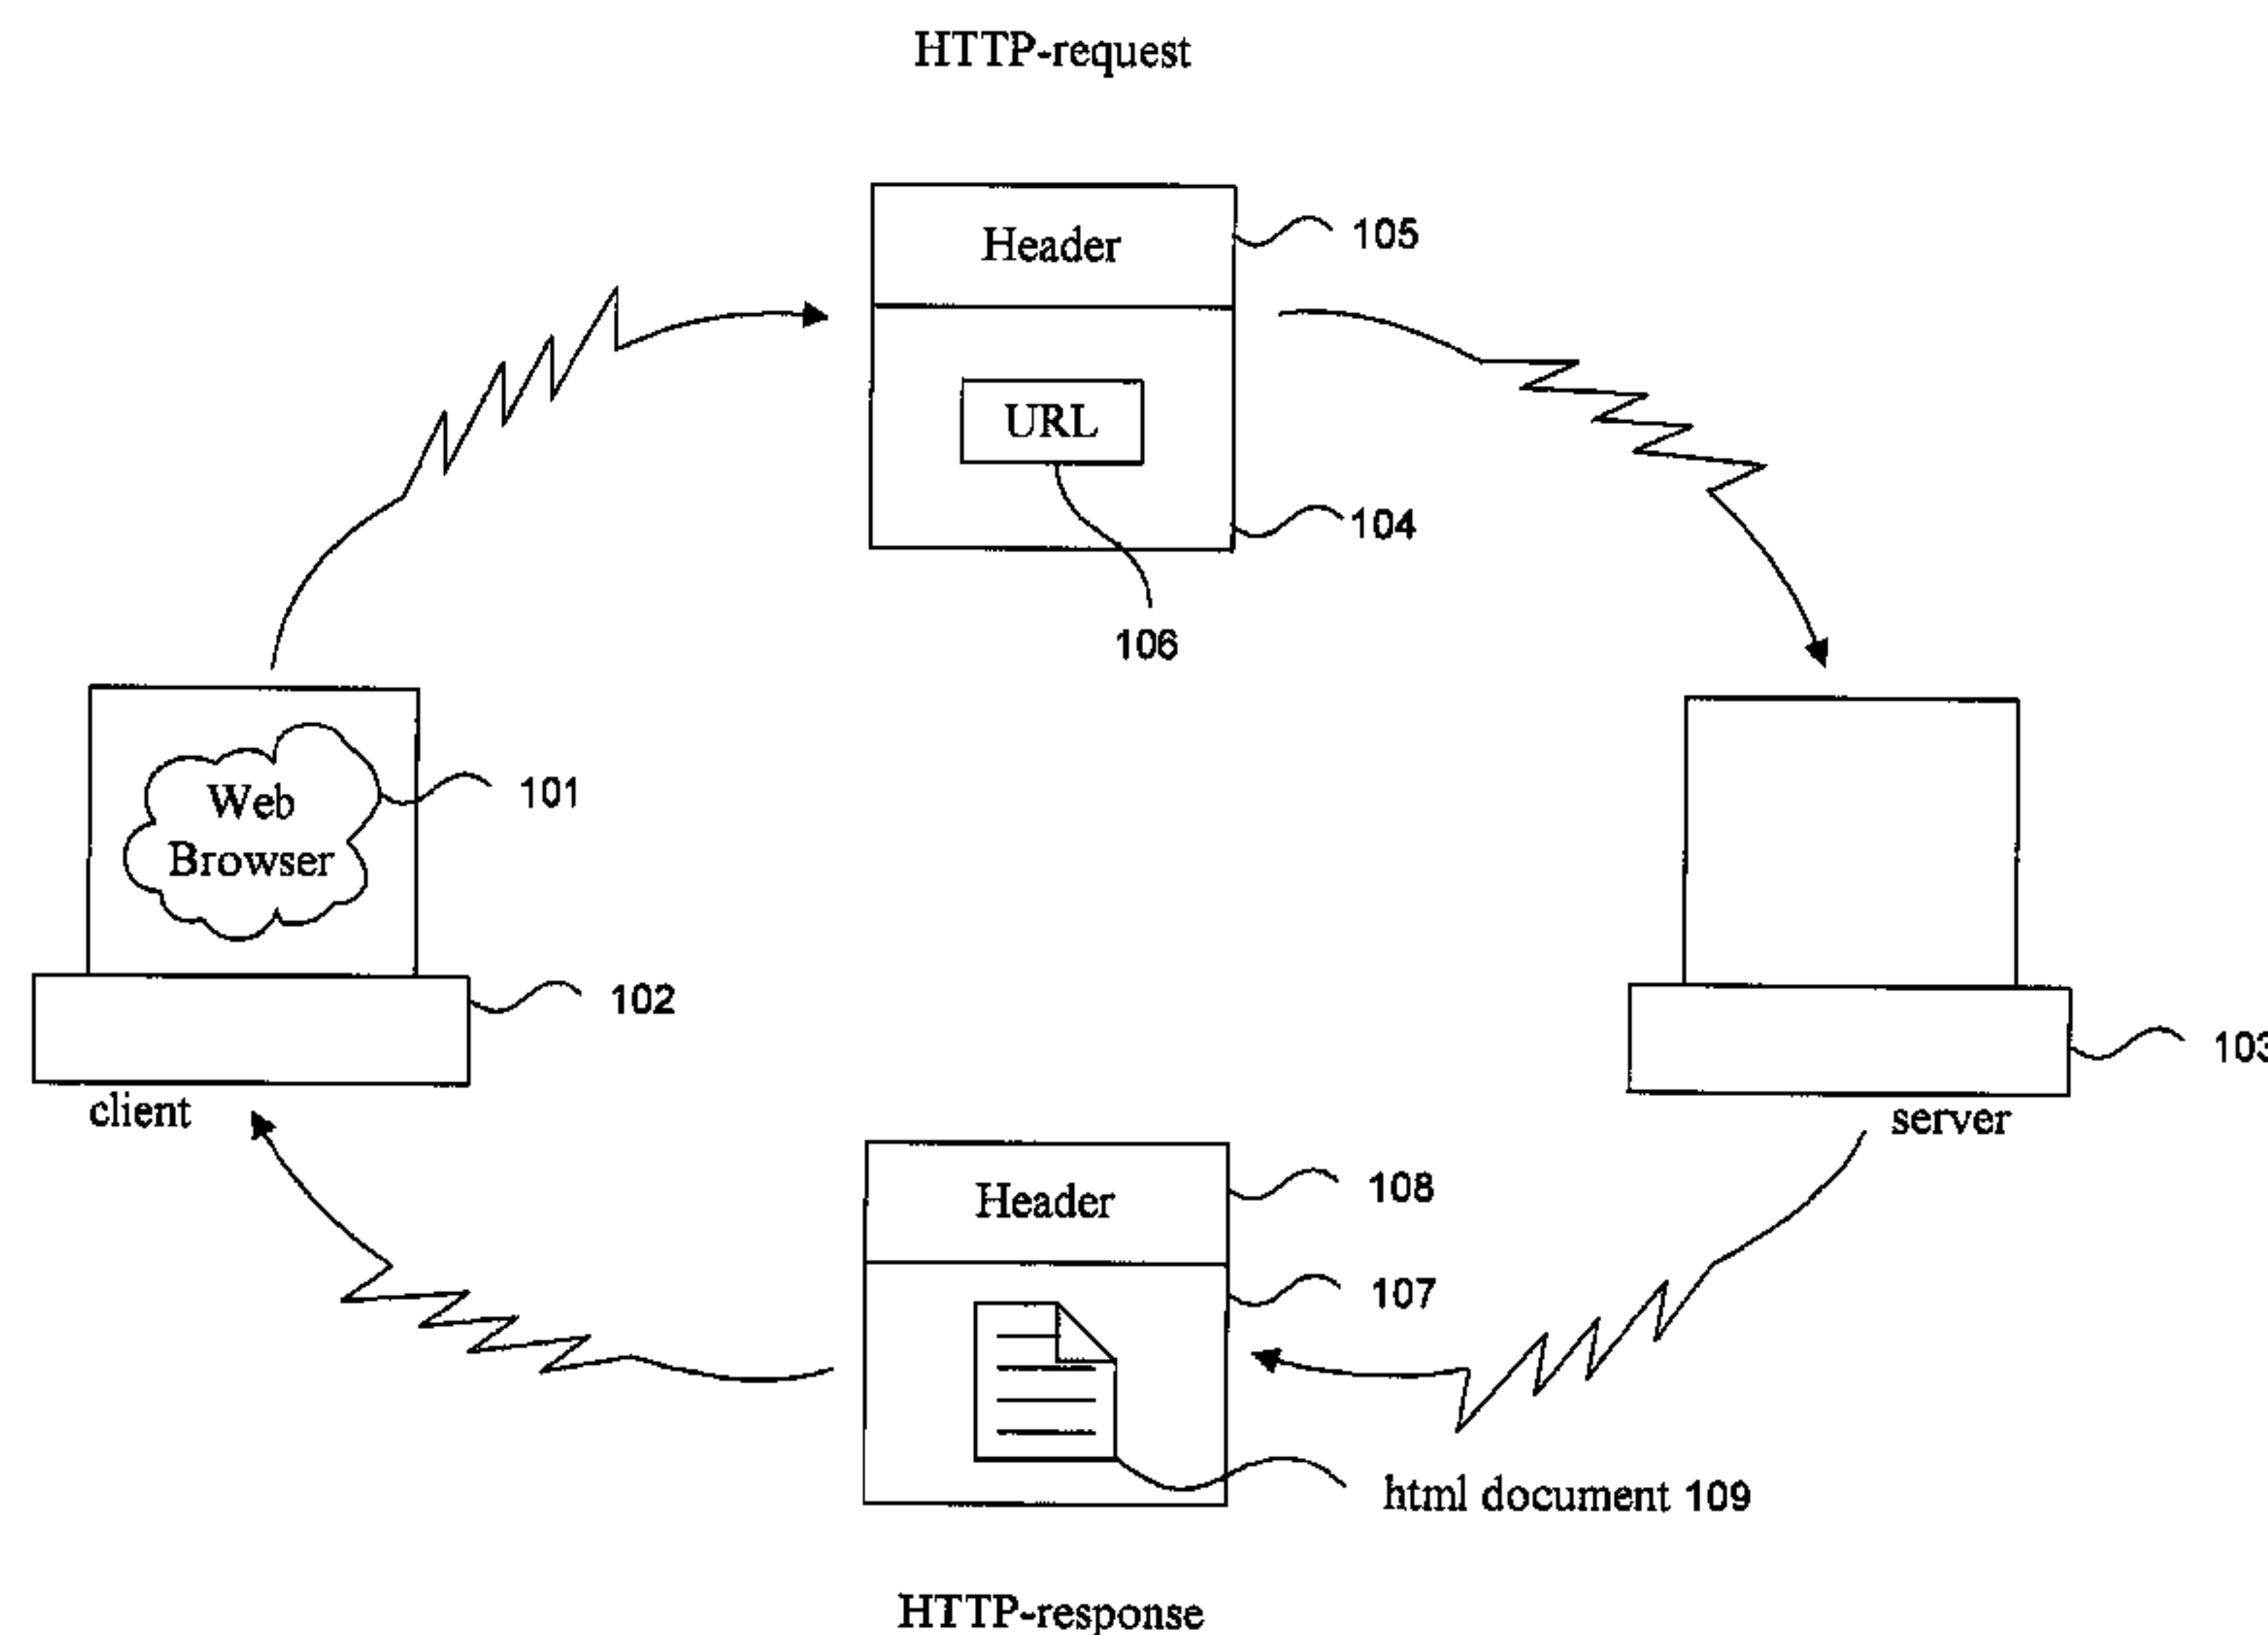 HTTP-request
Header
105
URL
104
106
Web
Browser
101
102
client
103
server
Header
108
107
html document 109
HTTP-response